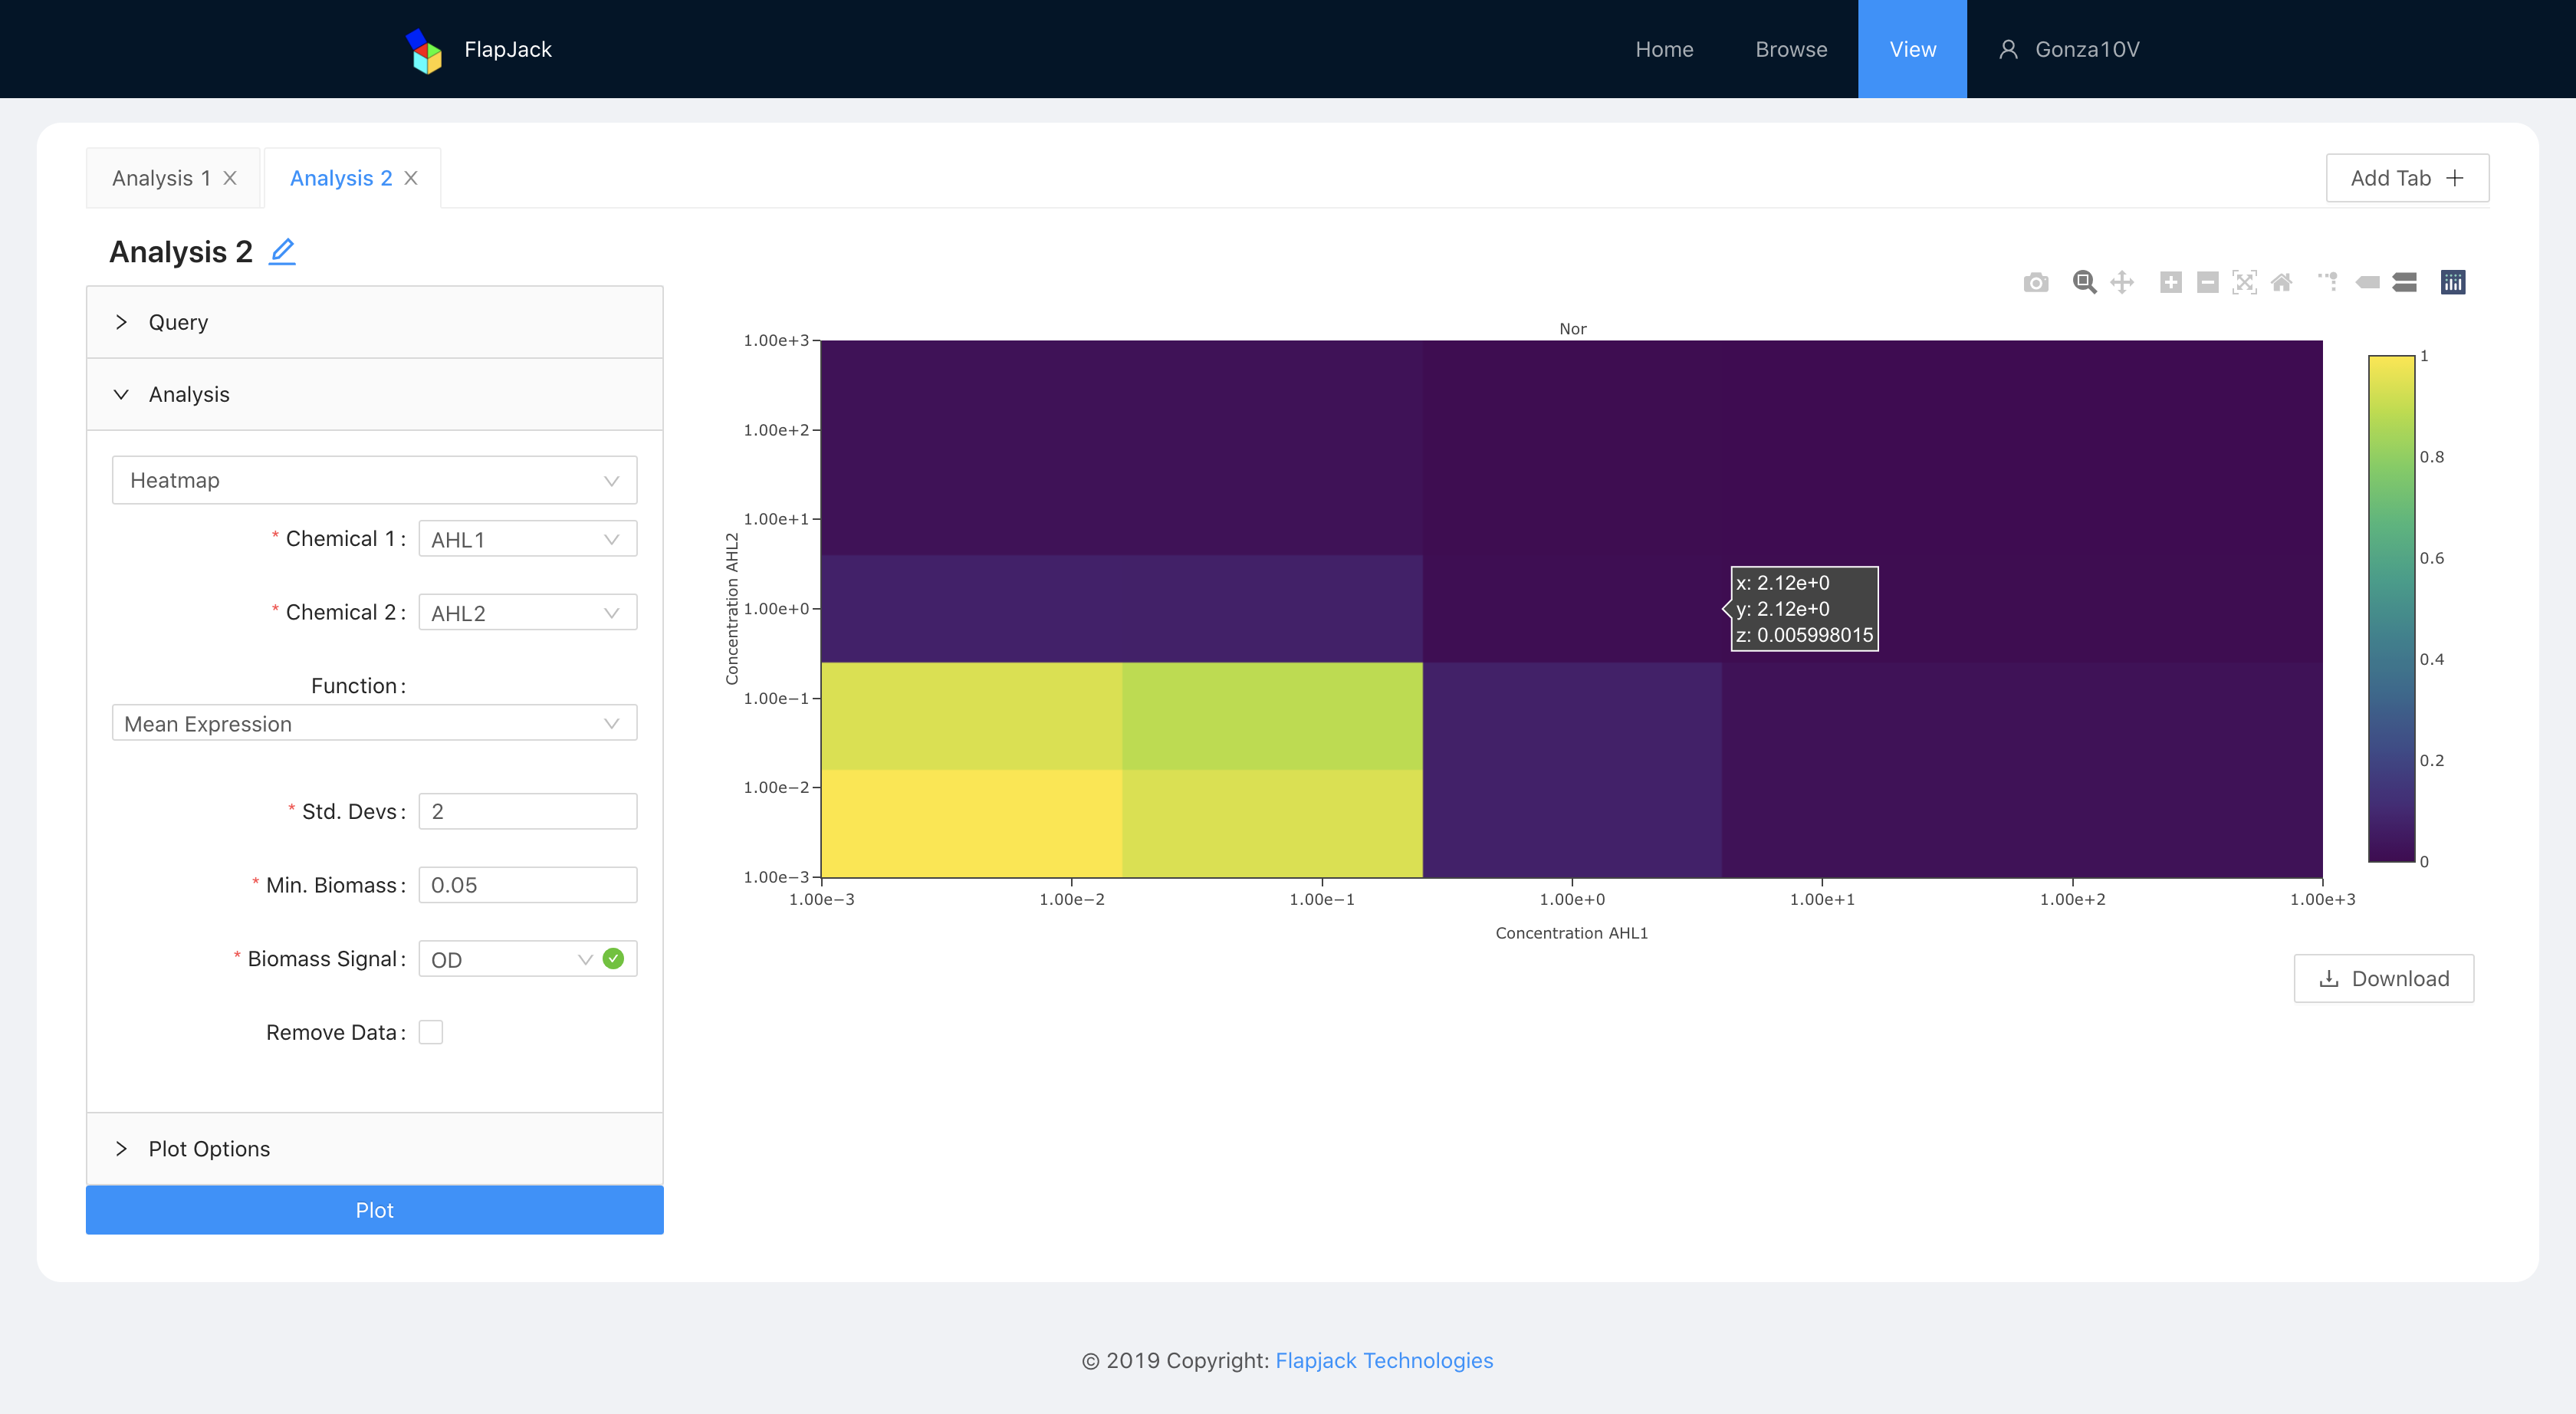 FlapJack
Home Browse View Gonza10V
Analysis 1 Analysis 2 Add Tab
Analysis 2
Query
Analysis
Heatmap
* Chemical 1 : AHL1
* Chemical 2 : AHL2
Function :
Mean Expression
* Std. Devs : 2
* Min. Biomass : 0.05
* Biomass Signal : OD
Remove Data :
Plot Options
Plot
Nor
1.00e+3
1.00e+2
1.00e+1
1.00e+0
1.00e−1
1.00e−2
1.00e−3
Concentration AHL2
x: 2.12e+0
y: 2.12e+0
z: 0.005998015
1.00e−3 1.00e−2 1.00e−1 1.00e+0 1.00e+1 1.00e+2 1.00e+3
Concentration AHL1
1
0.8
0.6
0.4
0.2
0
Download
© 2019 Copyright: Flapjack Technologies